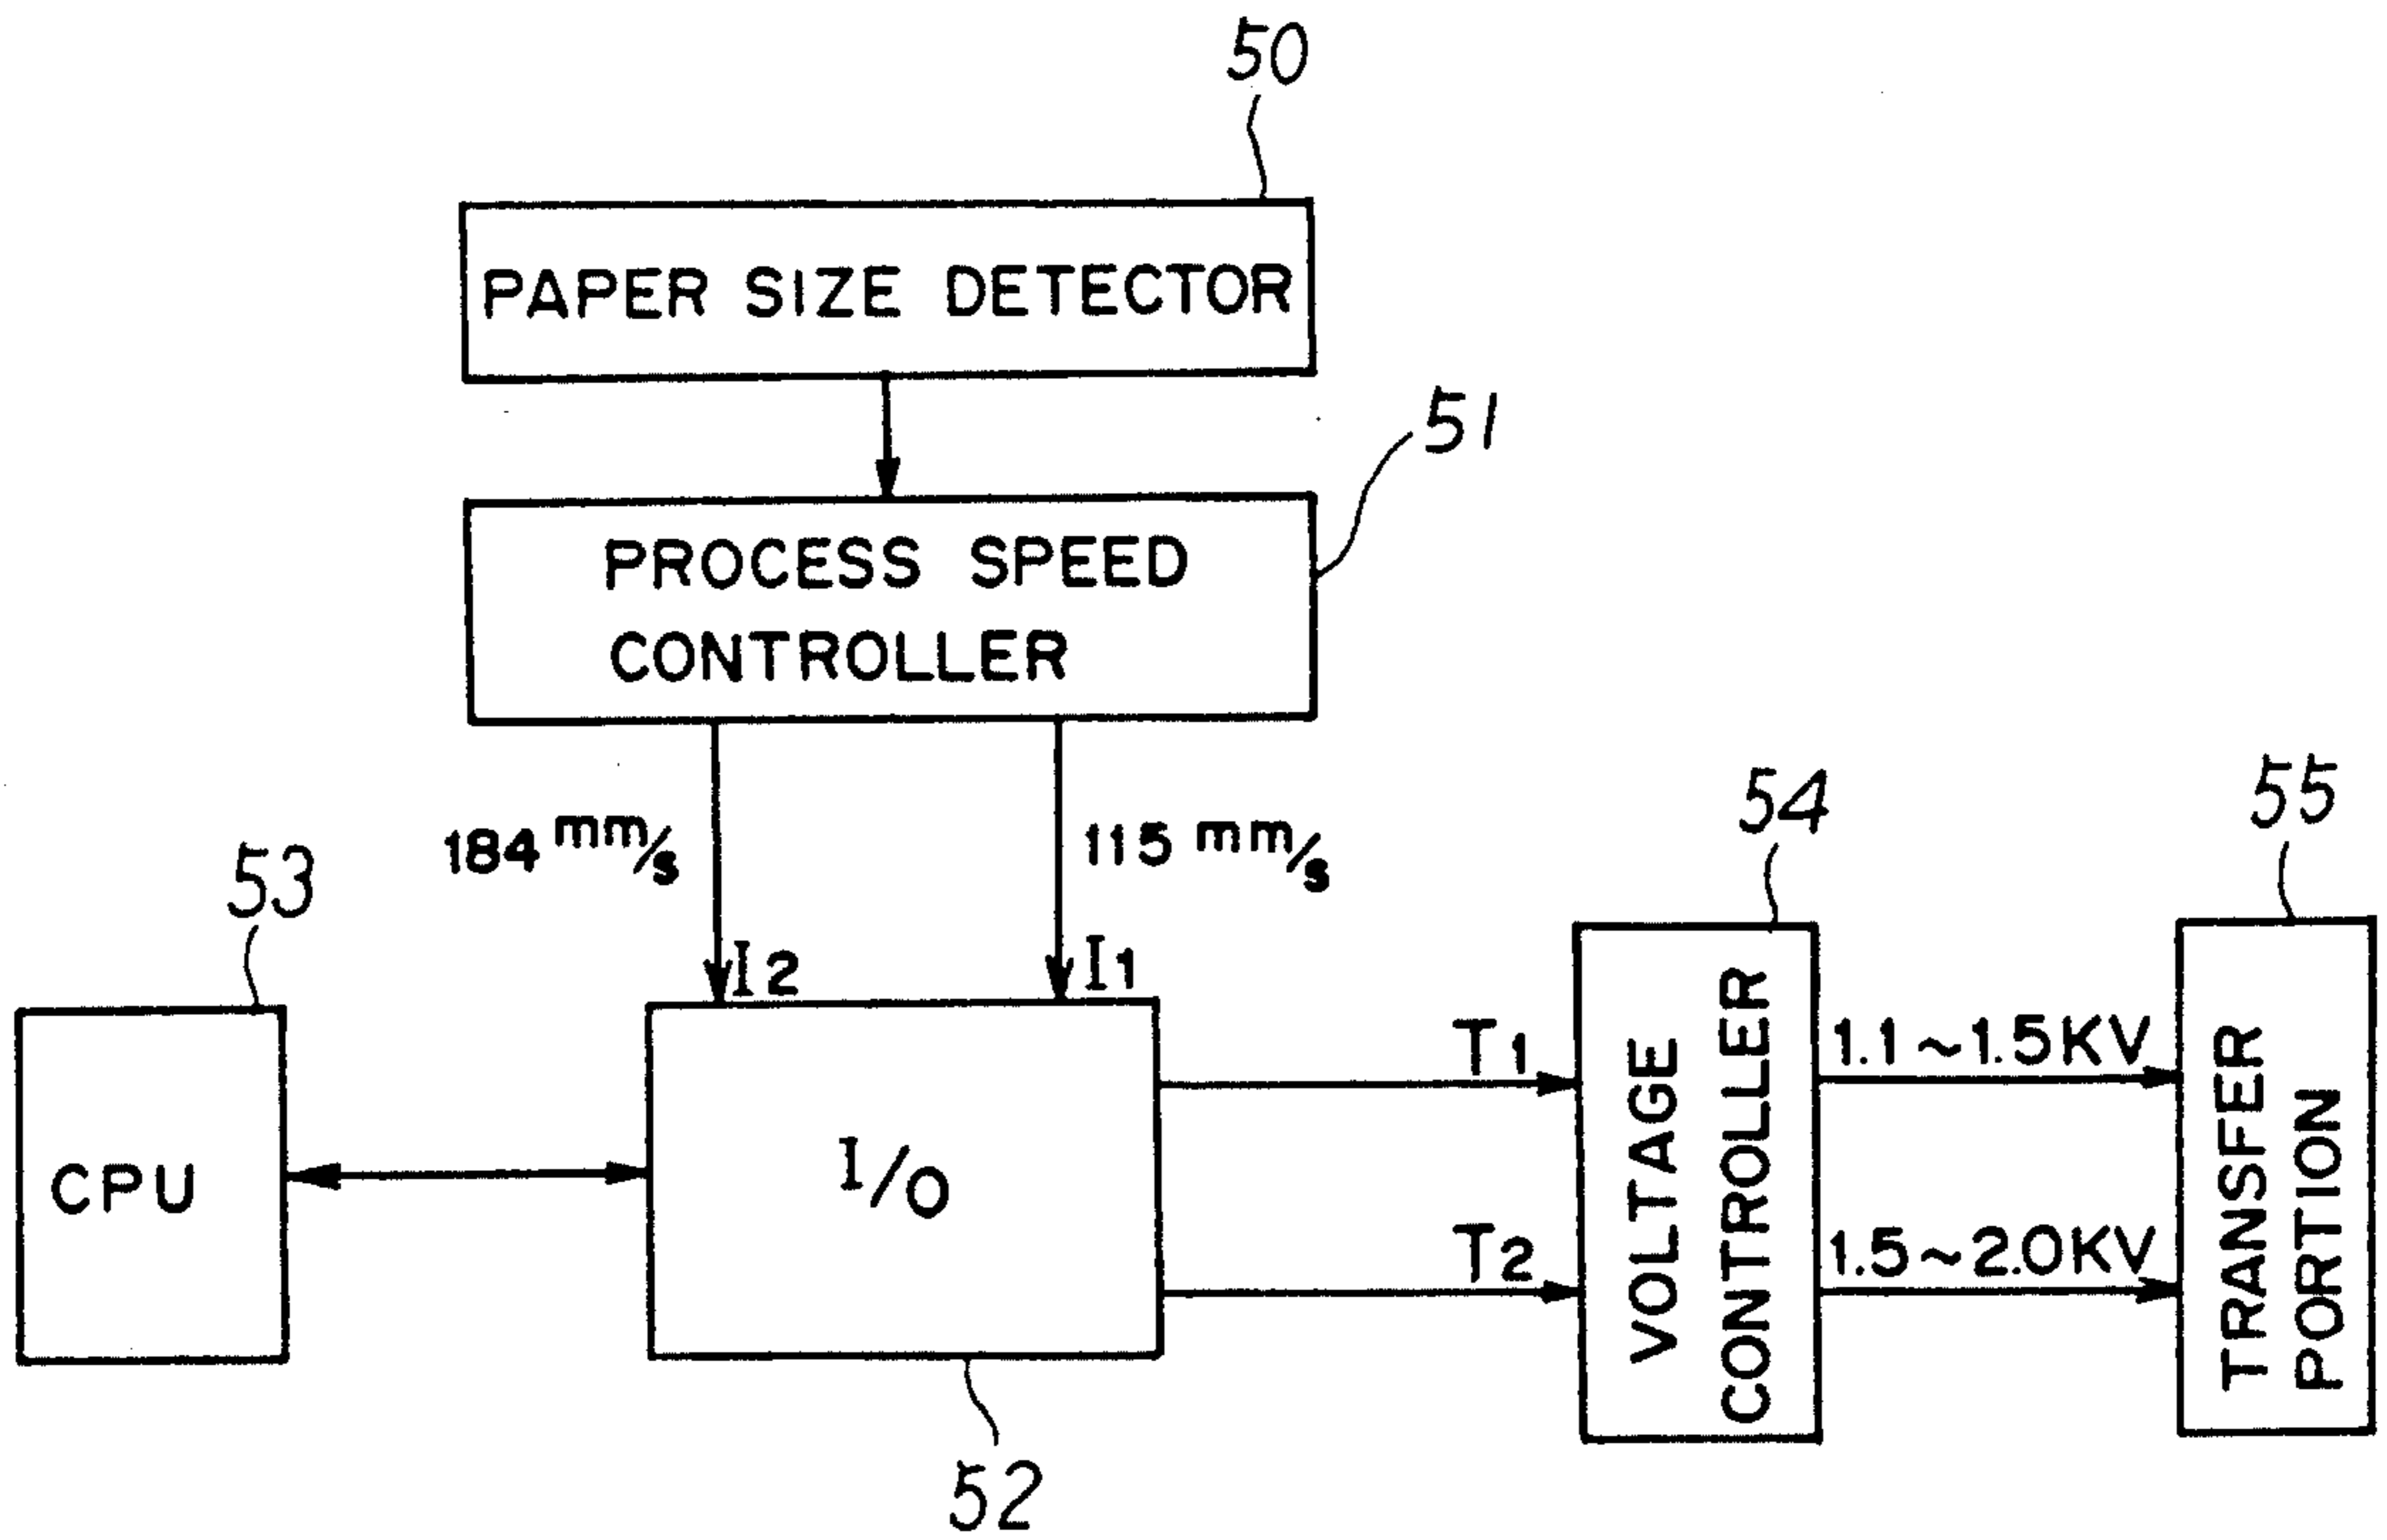 50
PAPER SIZE DETECTOR
51
PROCESS SPEED
CONTROLLER
184 mm/s
115 mm/s
I2
I1
53
CPU
I/O
52
T1
T2
54
VOLTAGE
CONTROLLER
1.1~1.5KV
1.5~2.0KV
55
TRANSFER
PORTION